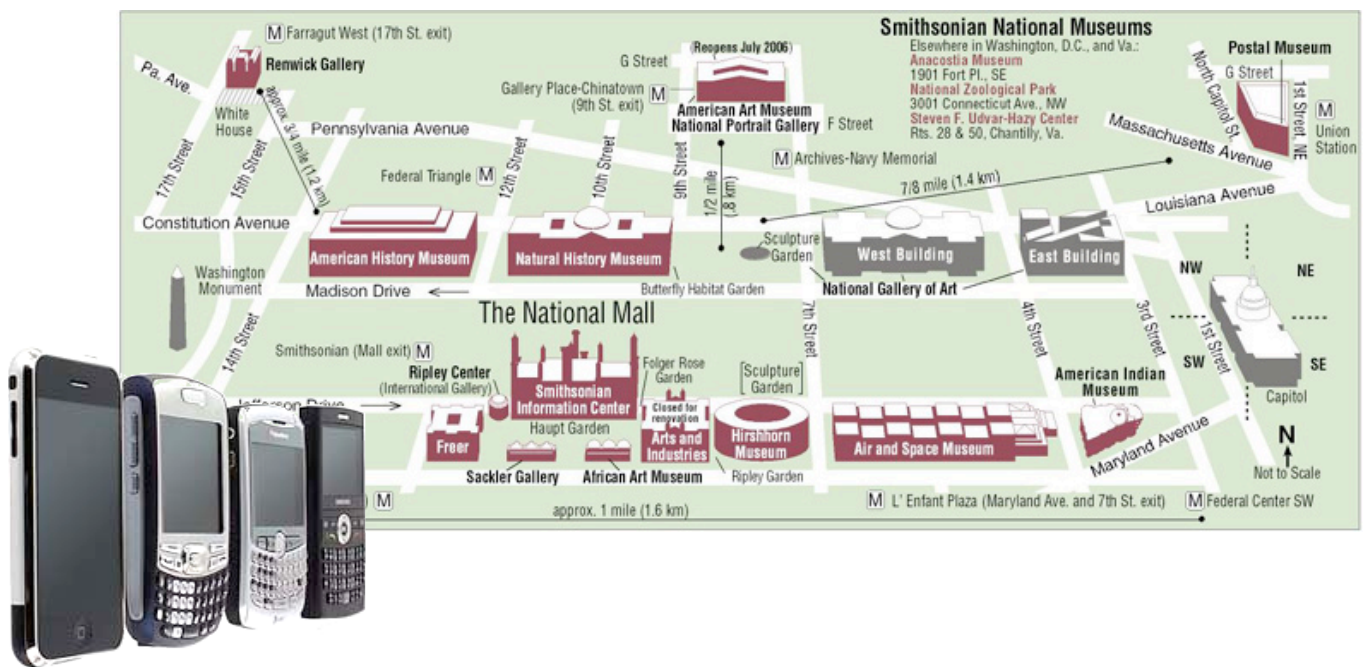 Smithsonian National Museums
Elsewhere in Washington, D.C., and Va.:
Anacostia Museum
1901 Fort Pl., SE
National Zoological Park
3001 Connecticut Ave., NW
Steven F. Udvar-Hazy Center
Rts. 28 & 50, Chantilly, Va.
M Farragut West (17th St. exit)
Renwick Gallery
Pa. Ave.
White
House
approx. 3/4 mile (1.2 km)
17th Street
15th Street
Pennsylvania Avenue
(Reopens July 2006)
G Street
Gallery Place-Chinatown
(9th St. exit) M
American Art Museum
National Portrait Gallery
F Street
Postal Museum
G Street
North Capitol St.
1st Street, NE
M
Union
Station
Massachusetts Avenue
M Archives-Navy Memorial
7/8 mile (1.4 km)
Louisiana Avenue
Federal Triangle M
12th Street
10th Street
9th Street
1/2 mile
(.8 km)
Constitution Avenue
American History Museum
Natural History Museum
Sculpture
Garden
West Building
East Building
National Gallery of Art
Washington
Monument
Madison Drive
Butterfly Habitat Garden
14th Street
7th Street
4th Street
3rd Street
1st Street
NW
NE
SW
SE
Capitol
The National Mall
Smithsonian (Mall exit) M
Ripley Center
(International Gallery)
Smithsonian
Information Center
Folger Rose
Garden
Sculpture
Garden
American Indian
Museum
Jefferson Drive
Freer
Haupt Garden
Closed for
renovation
Arts and
Industries
Hirshhorn
Museum
Air and Space Museum
Maryland Avenue
Sackler Gallery
African Art Museum
Ripley Garden
N
Not to Scale
) M
M L' Enfant Plaza (Maryland Ave. and 7th St. exit)
M Federal Center SW
approx. 1 mile (1.6 km)